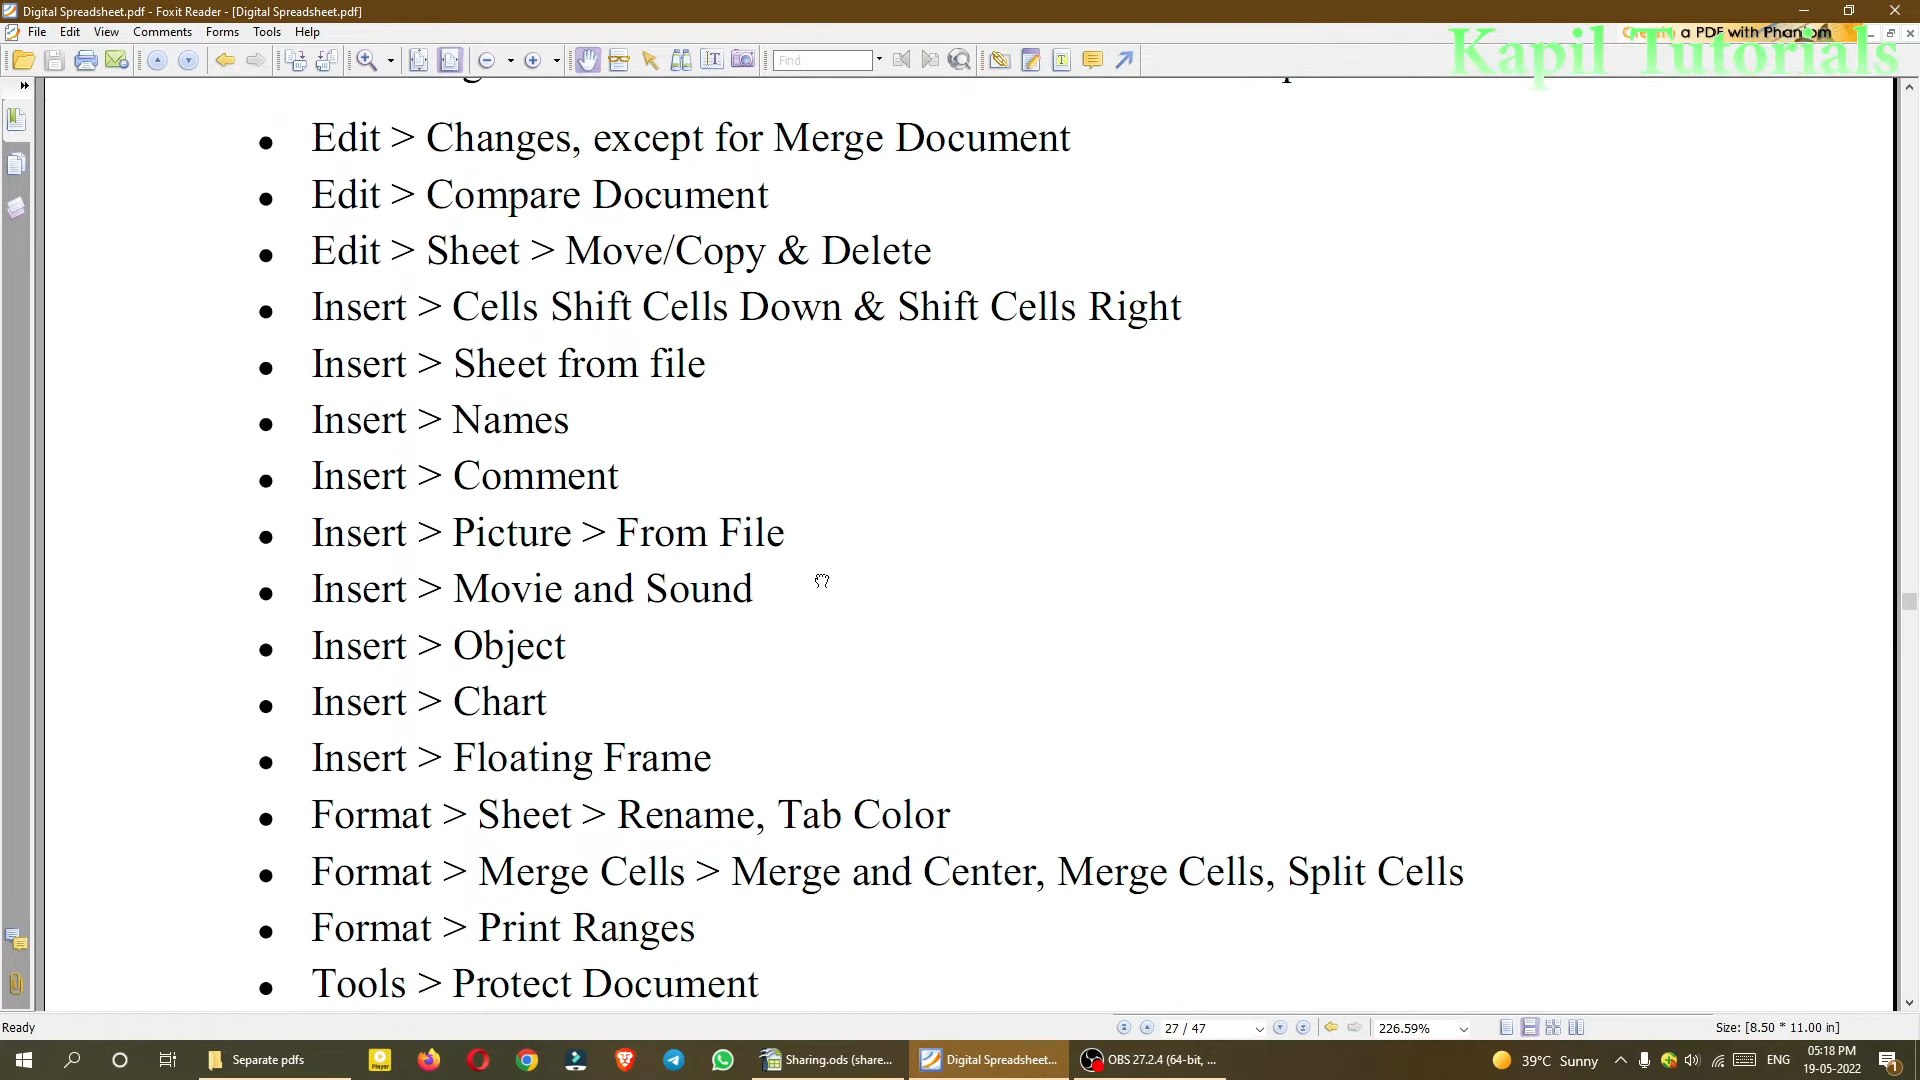 Digital Spreadsheet.pdf - Foxit Reader - [Digital Spreadsheet.pdf]
File Edit View Comments Forms Tools Help
a PDF with Phantom
Kapil Tutorials
Find
• Edit > Changes, except for Merge Document
• Edit > Compare Document
• Edit > Sheet > Move/Copy & Delete
• Insert > Cells Shift Cells Down & Shift Cells Right
• Insert > Sheet from file
• Insert > Names
• Insert > Comment
• Insert > Picture > From File
• Insert > Movie and Sound
• Insert > Object
• Insert > Chart
• Insert > Floating Frame
• Format > Sheet > Rename, Tab Color
• Format > Merge Cells > Merge and Center, Merge Cells, Split Cells
• Format > Print Ranges
• Tools > Protect Document
Ready
27 / 47
226.59%
Size: [8.50 * 11.00 in]
Separate pdfs
Player
Sharing.ods (share...
Digital Spreadsheet...
OBS 27.2.4 (64-bit, ...
39°C Sunny
ENG
05:18 PM
19-05-2022
1